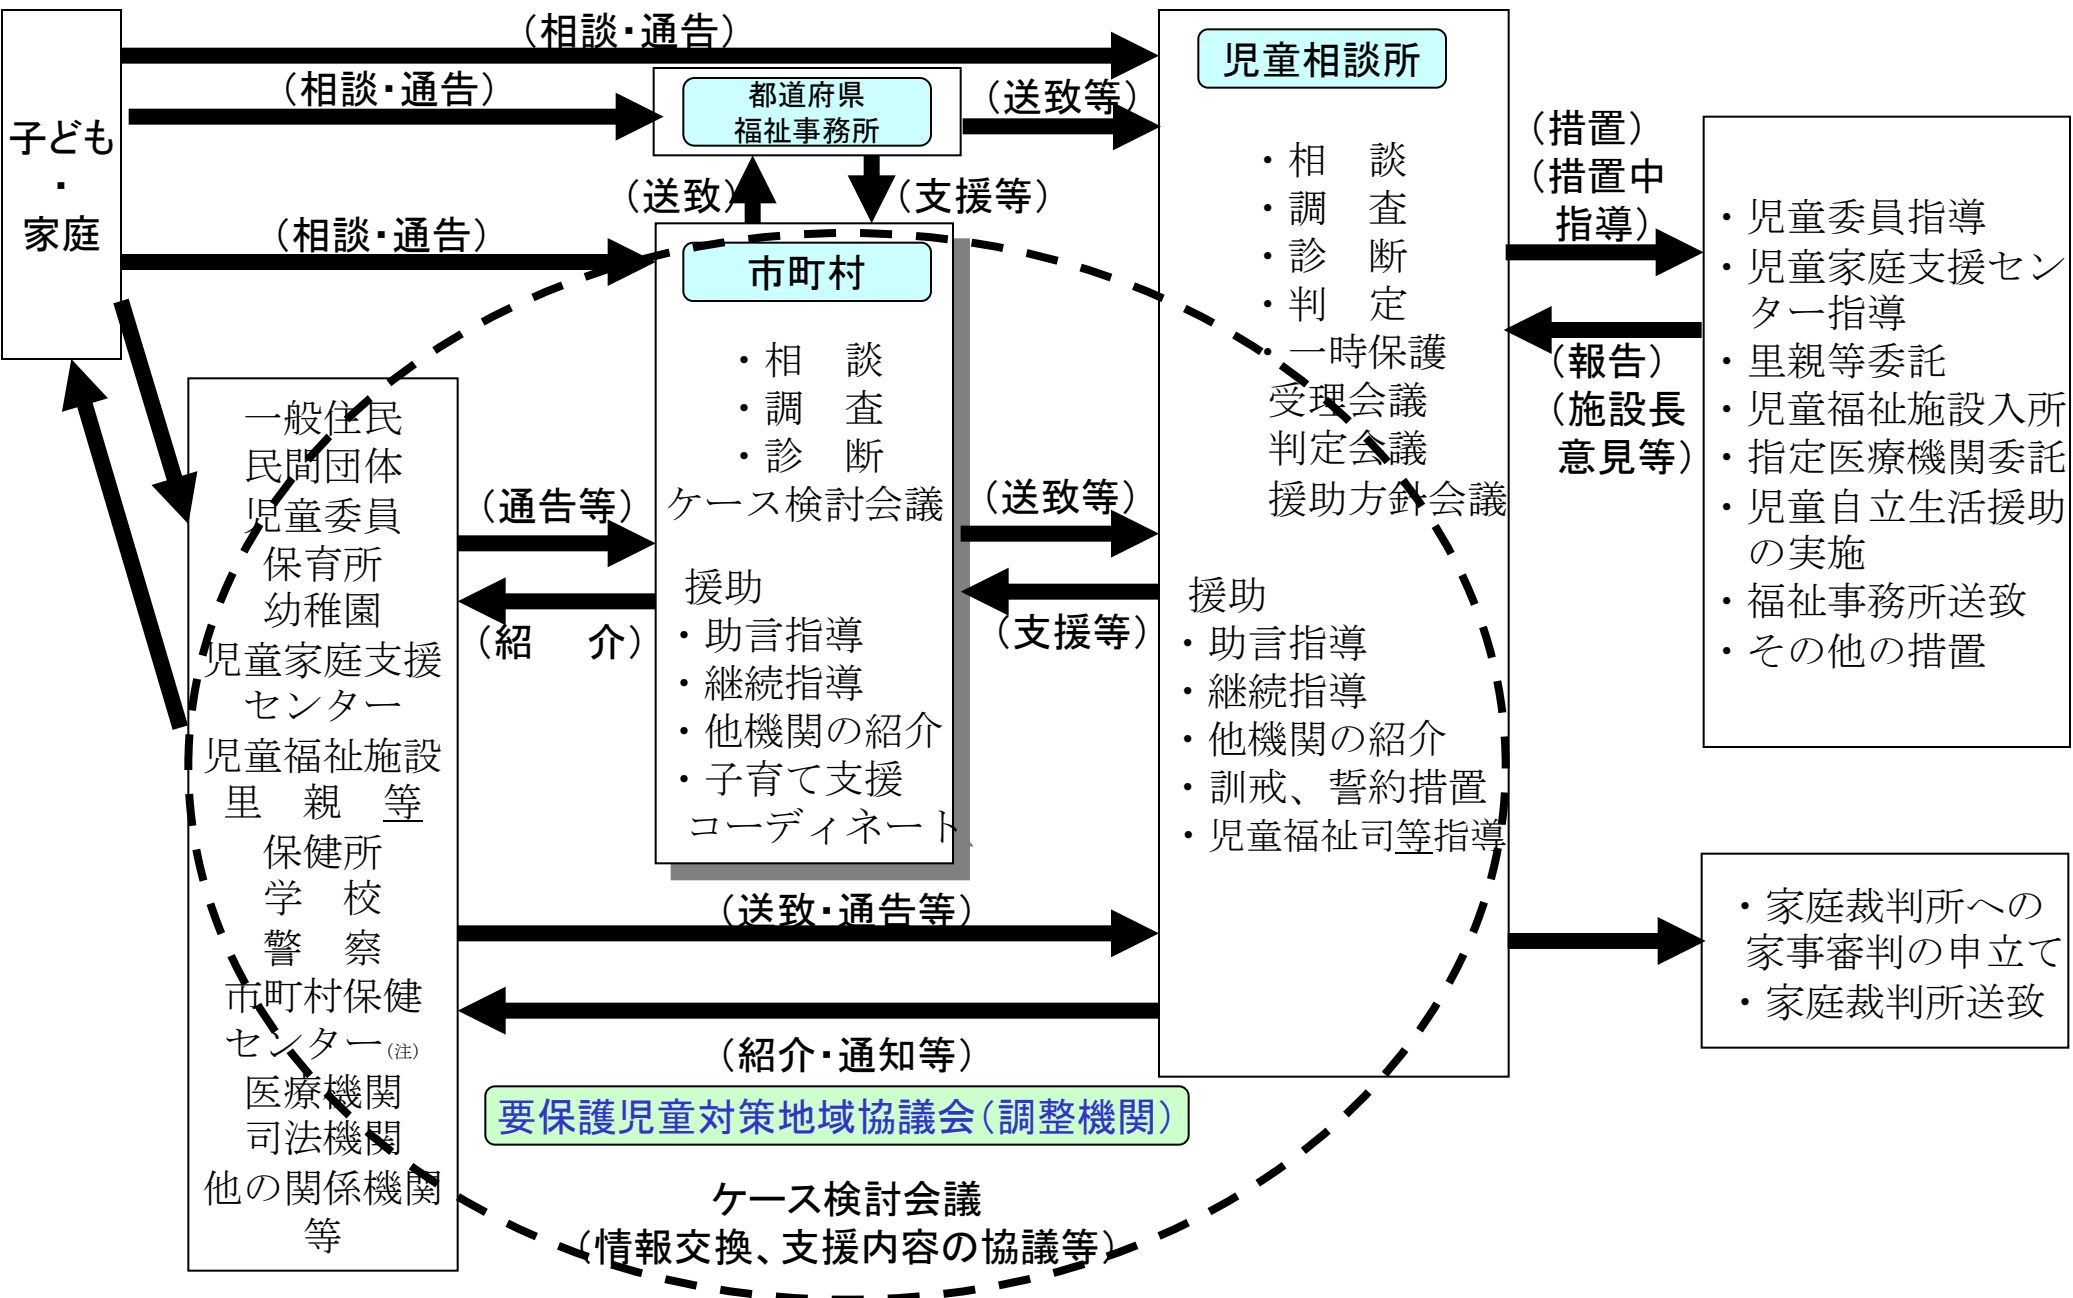 子ども
・
家庭
（相談・通告）
（相談・通告）
（相談・通告）
都道府県
福祉事務所
（送致等）
（送致）
（支援等）
市町村
・相　談
・調　査
・診　断
ケース検討会議
援助
・助言指導
・継続指導
・他機関の紹介
・子育て支援
コーディネート
一般住民
民間団体
児童委員
保育所
幼稚園
児童家庭支援
センター
児童福祉施設
里　親　等
保健所
学　校
警　察
市町村保健
センター（注）
医療機関
司法機関
他の関係機関
等
（通告等）
（紹　介）
（送致等）
（支援等）
（送致・通告等）
（紹介・通知等）
児童相談所
・相　談
・調　査
・診　断
・判　定
・一時保護
受理会議
判定会議
援助方針会議
援助
・助言指導
・継続指導
・他機関の紹介
・訓戒、誓約措置
・児童福祉司等指導
（措置）
（措置中
指導）
（報告）
（施設長
意見等）
・児童委員指導
・児童家庭支援セン
ター指導
・里親等委託
・児童福祉施設入所
・指定医療機関委託
・児童自立生活援助
の実施
・福祉事務所送致
・その他の措置
・家庭裁判所への
家事審判の申立て
・家庭裁判所送致
要保護児童対策地域協議会（調整機関）
ケース検討会議
（情報交換、支援内容の協議等）